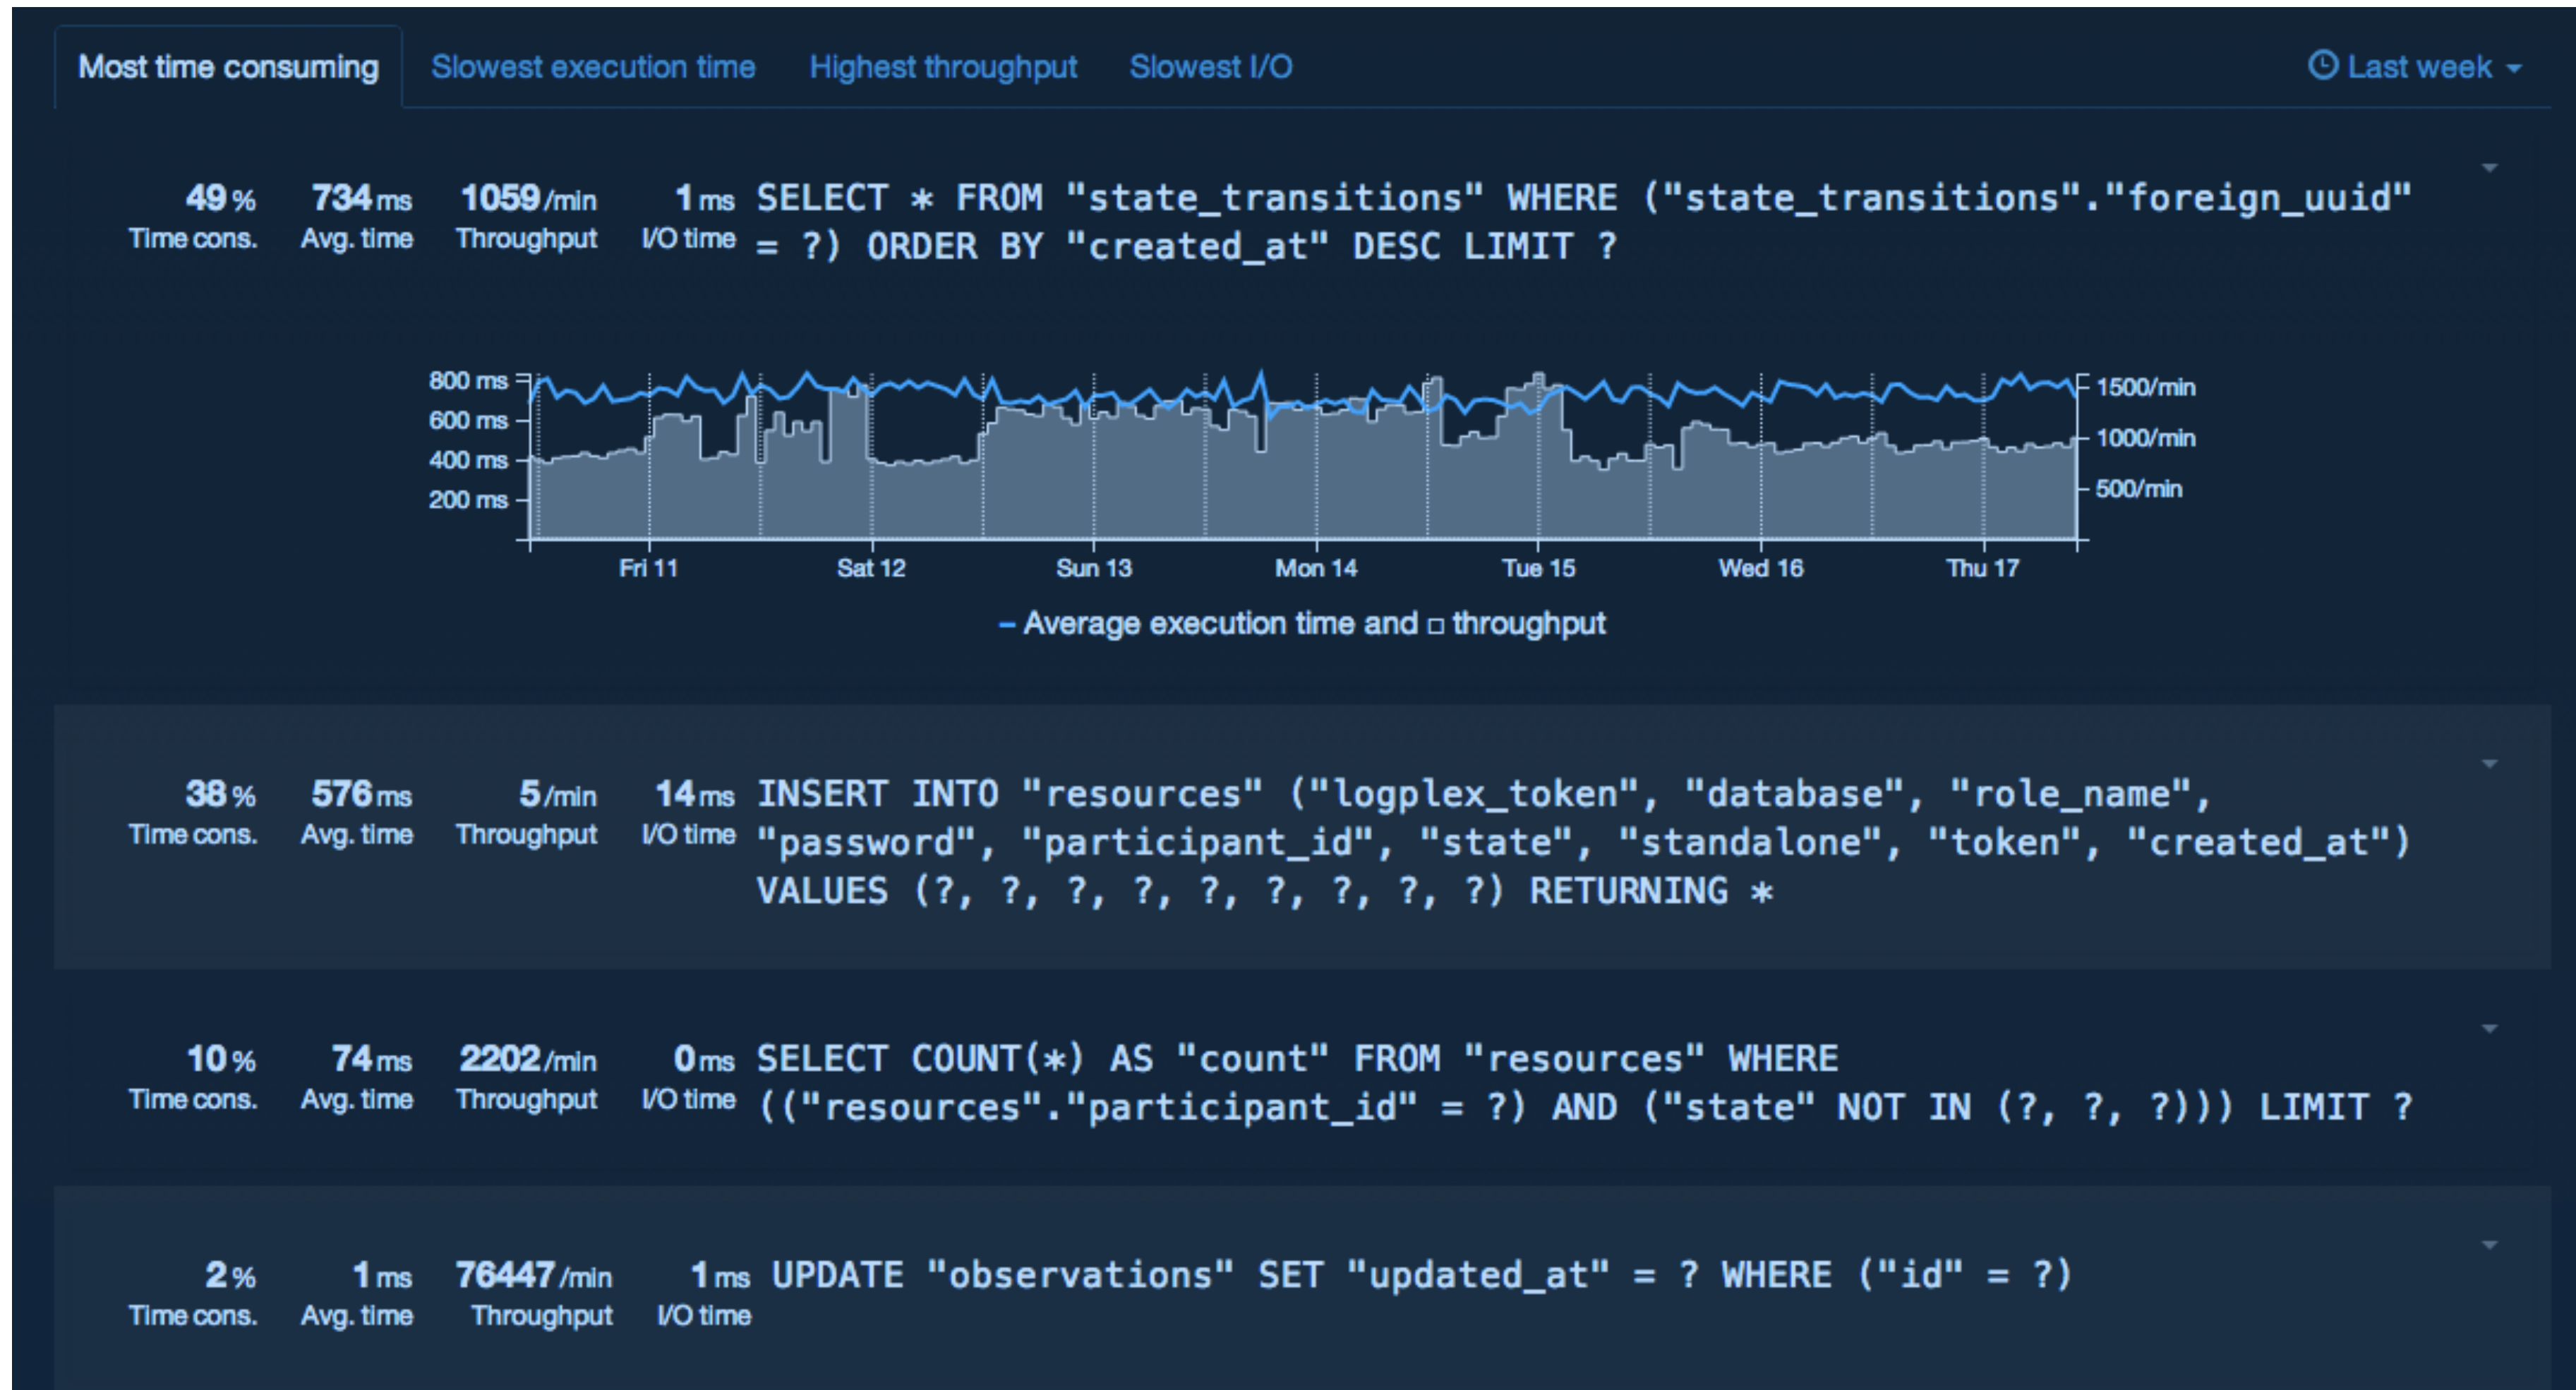 Most time consuming Slowest execution time Highest throughput Slowest I/O Last week
49% 734ms 1059/min 1ms SELECT * FROM "state_transitions" WHERE ("state_transitions"."foreign_uuid"
Time cons. Avg. time Throughput I/O time = ?) ORDER BY "created_at" DESC LIMIT ?
800 ms 1500/min
600 ms 1000/min
400 ms
200 ms 500/min
Fri 11 Sat 12 Sun 13 Mon 14 Tue 15 Wed 16 Thu 17
Average execution time and throughput
38% 576ms 5/min 14ms INSERT INTO "resources" ("logplex_token", "database", "role_name",
Time cons. Avg. time Throughput I/O time "password", "participant_id", "state", "standalone", "token", "created_at")
VALUES (?, ?, ?, ?, ?, ?, ?, ?, ?) RETURNING *
10% 74ms 2202/min 0ms SELECT COUNT(*) AS "count" FROM "resources" WHERE
Time cons. Avg. time Throughput I/O time (("resources"."participant_id" = ?) AND ("state" NOT IN (?, ?, ?))) LIMIT ?
2% 1ms 76447/min 1ms UPDATE "observations" SET "updated_at" = ? WHERE ("id" = ?)
Time cons. Avg. time Throughput I/O time